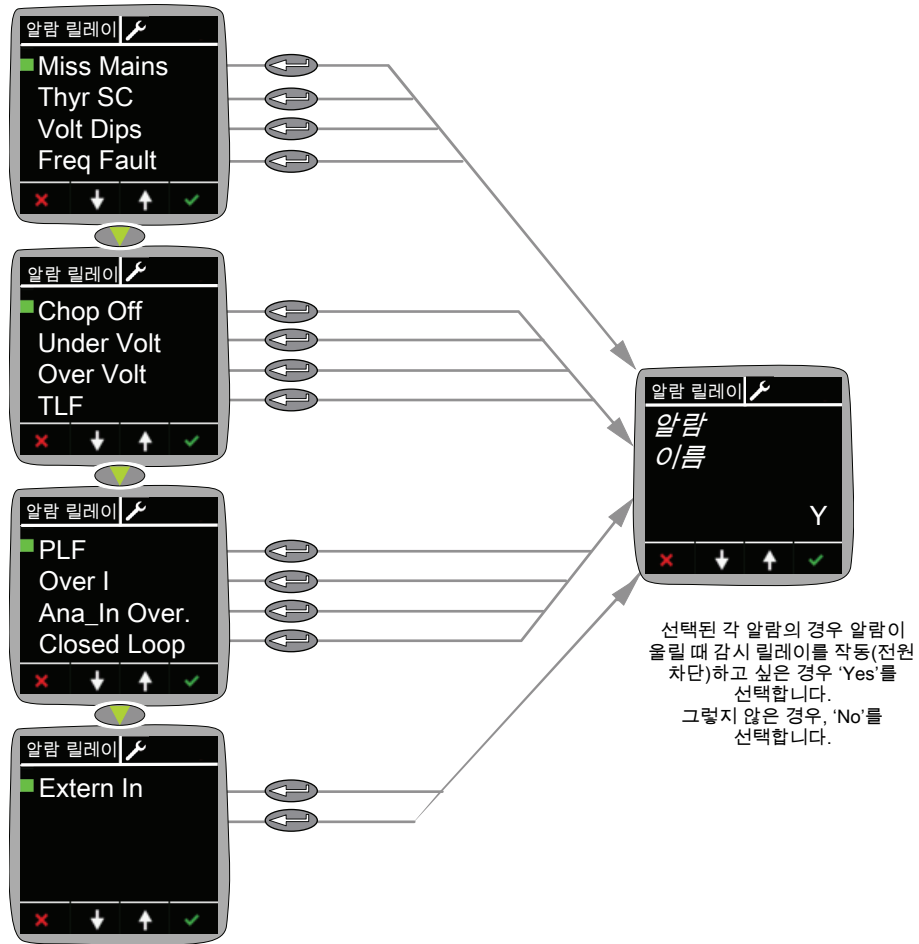 알람 릴레이
Miss Mains
Thyr SC
Volt Dips
Freq Fault
알람 릴레이
Chop Off
Under Volt
Over Volt
TLF
알람 릴레이
PLF
Over I
Ana_In Over.
Closed Loop
알람 릴레이
Extern In
알람 릴레이
알람
이름
Y
선택된 각 알람의 경우 알람이
울릴 때 감시 릴레이를 작동(전원
차단)하고 싶은 경우 ‘Yes’를
선택합니다.
그렇지 않은 경우, ‘No’를
선택합니다.